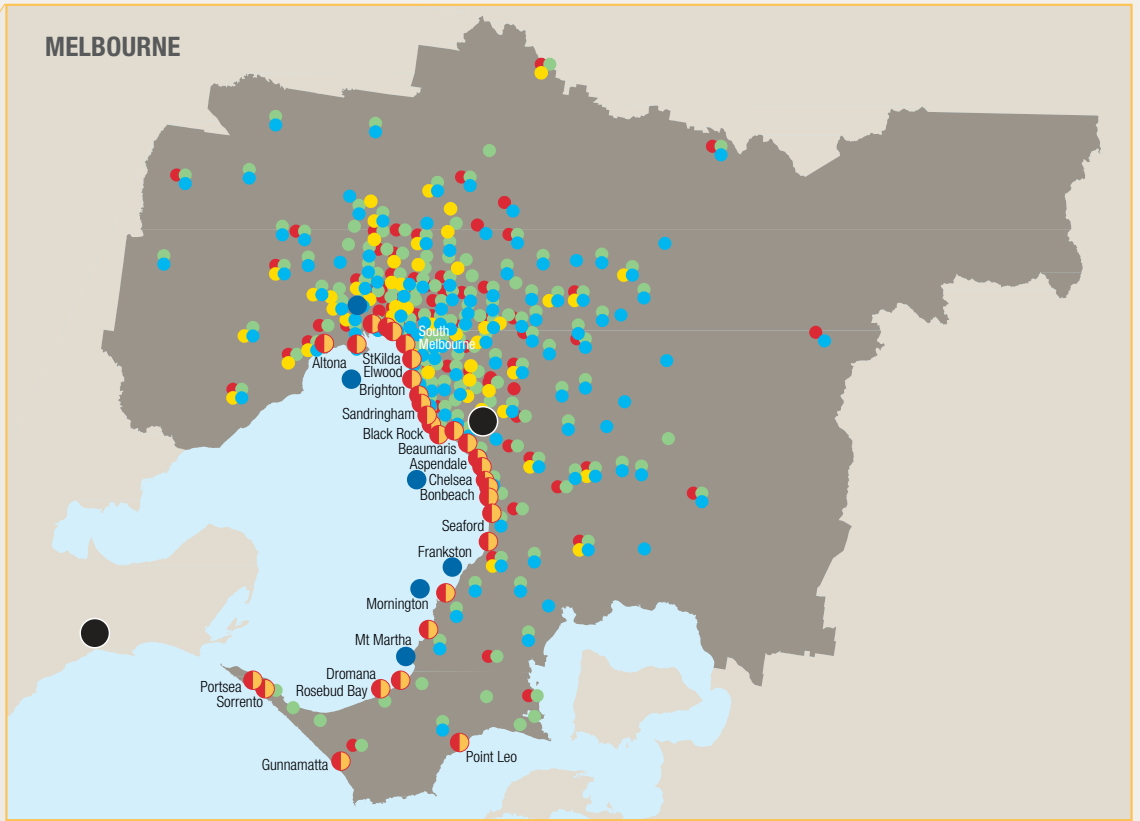 MELBOURNE
South
Melbourne
Altona
StKilda
Elwood
Brighton
Sandringham
Black Rock
Beaumaris
Aspendale
Chelsea
Bonbeach
Seaford
Frankston
Mornington
Mt Martha
Dromana
Portsea
Rosebud Bay
Sorrento
Point Leo
Gunnamatta